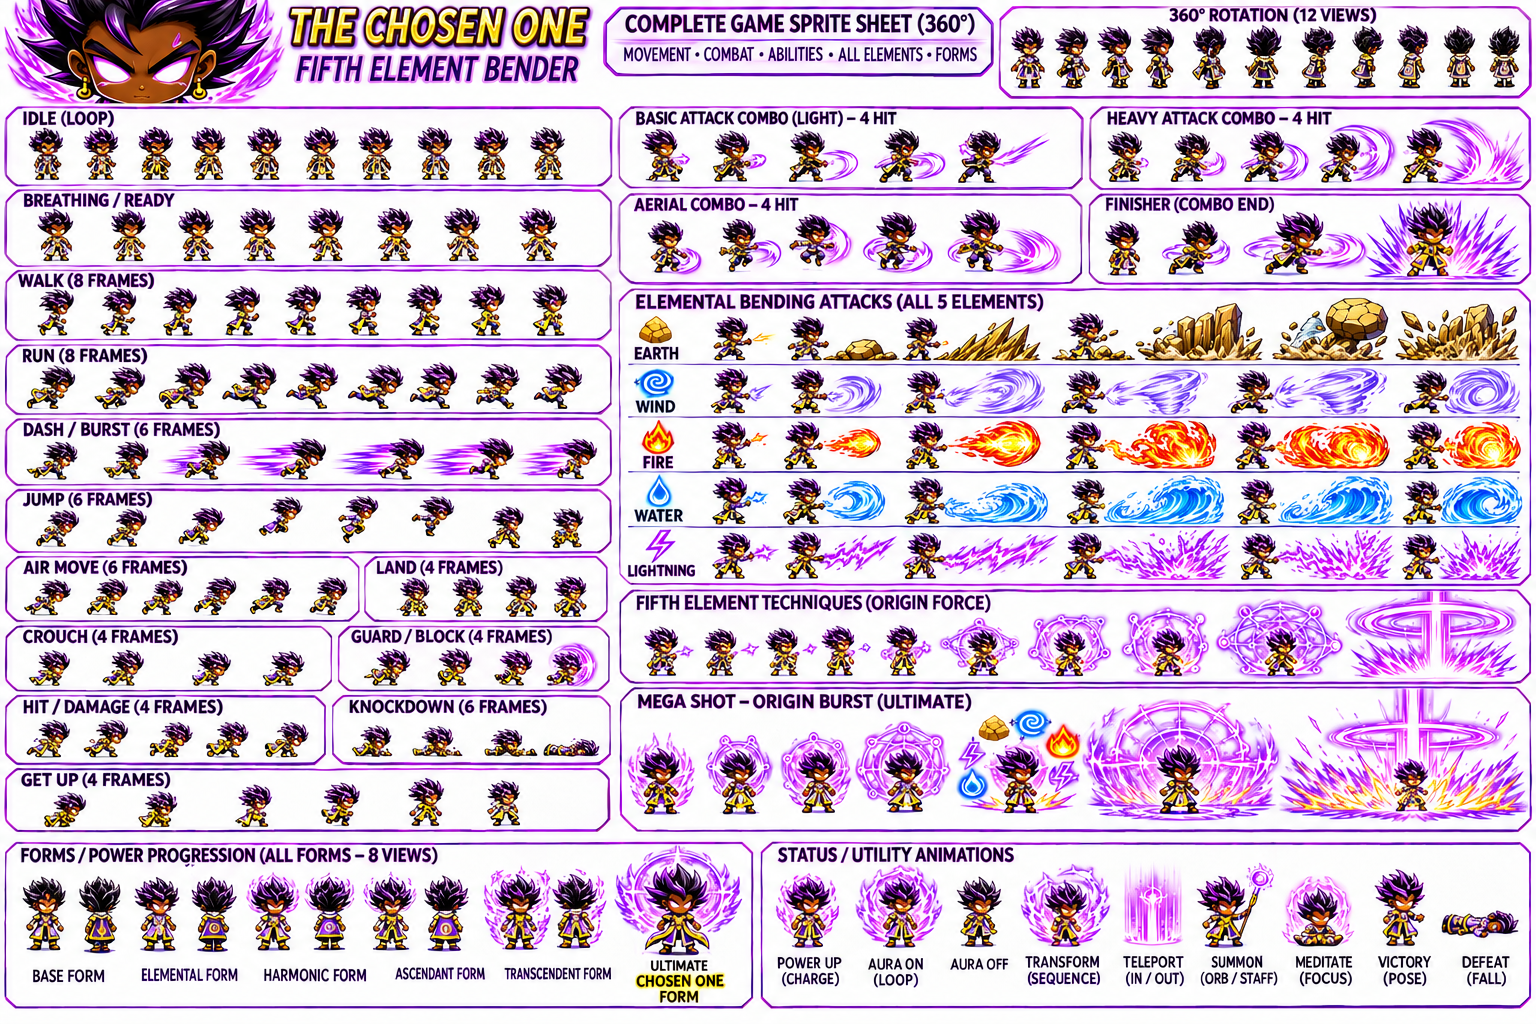 THE CHOSEN ONE
FIFTH ELEMENT BENDER
COMPLETE GAME SPRITE SHEET (360°)
MOVEMENT • COMBAT • ABILITIES • ALL ELEMENTS • FORMS
360° ROTATION (12 VIEWS)
IDLE (LOOP)
BREATHING / READY
WALK (8 FRAMES)
RUN (8 FRAMES)
DASH / BURST (6 FRAMES)
JUMP (6 FRAMES)
AIR MOVE (6 FRAMES)
LAND (4 FRAMES)
CROUCH (4 FRAMES)
GUARD / BLOCK (4 FRAMES)
HIT / DAMAGE (4 FRAMES)
KNOCKDOWN (6 FRAMES)
GET UP (4 FRAMES)
BASIC ATTACK COMBO (LIGHT) – 4 HIT
HEAVY ATTACK COMBO – 4 HIT
AERIAL COMBO – 4 HIT
FINISHER (COMBO END)
ELEMENTAL BENDING ATTACKS (ALL 5 ELEMENTS)
EARTH
WIND
FIRE
WATER
LIGHTNING
FIFTH ELEMENT TECHNIQUES (ORIGIN FORCE)
MEGA SHOT – ORIGIN BURST (ULTIMATE)
FORMS / POWER PROGRESSION (ALL FORMS – 8 VIEWS)
BASE FORM
ELEMENTAL FORM
HARMONIC FORM
ASCENDANT FORM
TRANSCENDENT FORM
ULTIMATE
CHOSEN ONE
FORM
STATUS / UTILITY ANIMATIONS
POWER UP
(CHARGE)
AURA ON
(LOOP)
AURA OFF
TRANSFORM
(SEQUENCE)
TELEPORT
(IN / OUT)
SUMMON
(ORB / STAFF)
MEDITATE
(FOCUS)
VICTORY
(POSE)
DEFEAT
(FALL)